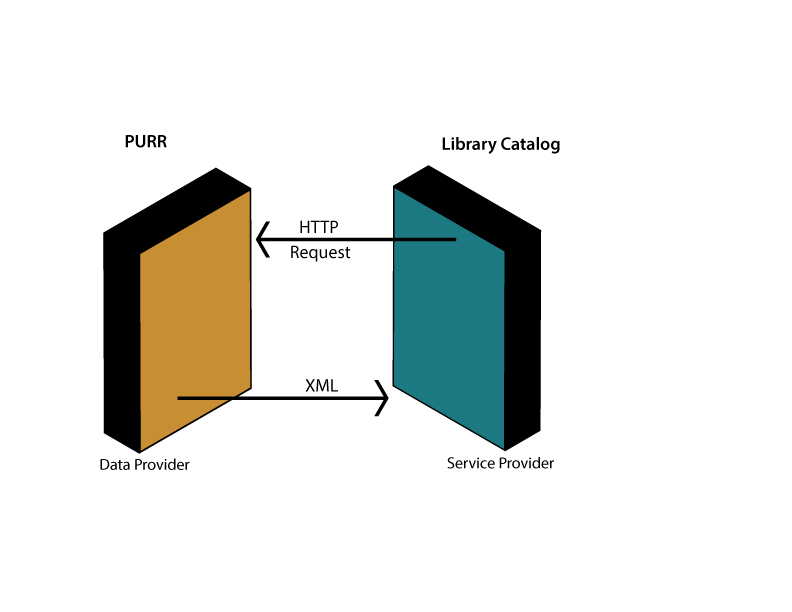 PURR
Library Catalog
HTTP
Request
XML
Data Provider
Service Provider